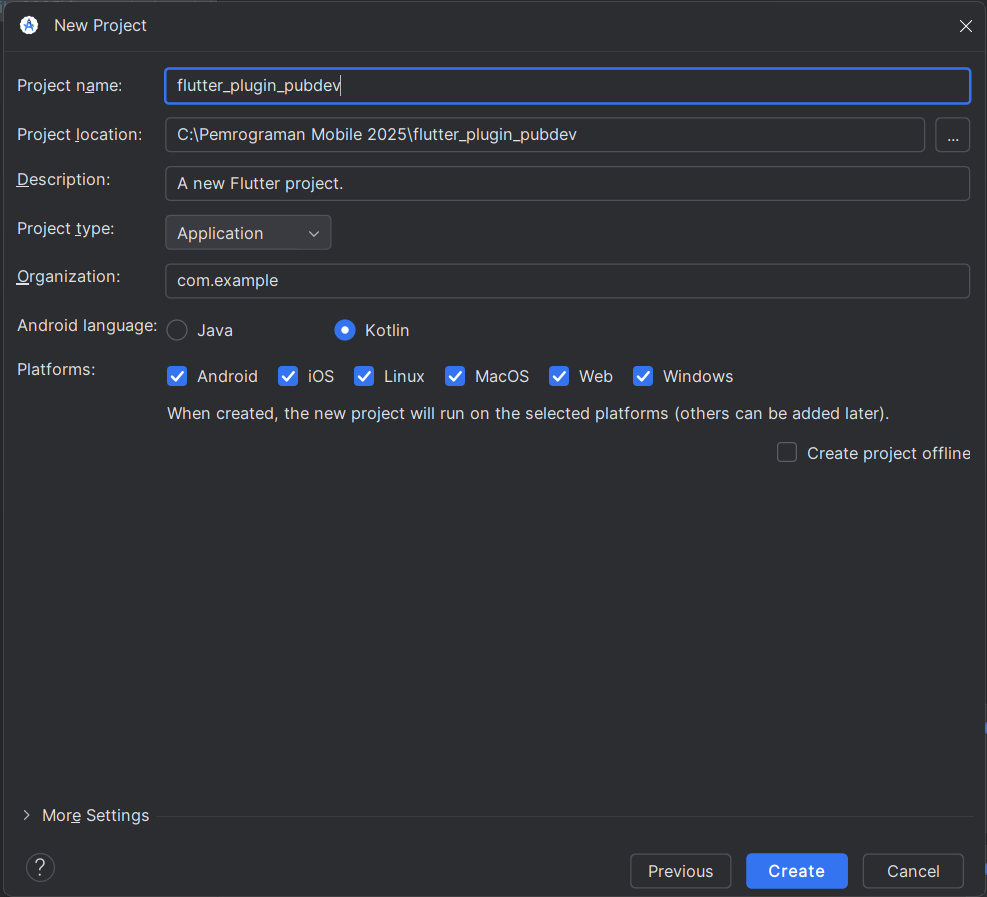 New Project
Project name: flutter_plugin_pubdev
Project location: C:\Pemrograman Mobile 2025\flutter_plugin_pubdev ...
Description: A new Flutter project.
Project type: Application
Organization: com.example
Android language: Java Kotlin
Platforms: Android iOS Linux MacOS Web Windows
When created, the new project will run on the selected platforms (others can be added later).
Create project offline
More Settings
? Previous Create Cancel